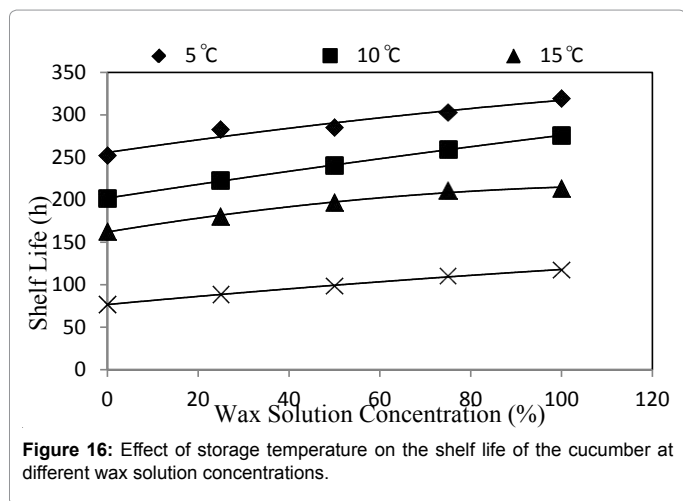 5 °C 10 °C 15 °C
350
300
250
200
150
100
50
0
Shelf Life (h)
0 20 40 60 80 100 120
Wax Solution Concentration (%)
Figure 16: Effect of storage temperature on the shelf life of the cucumber at
different wax solution concentrations.